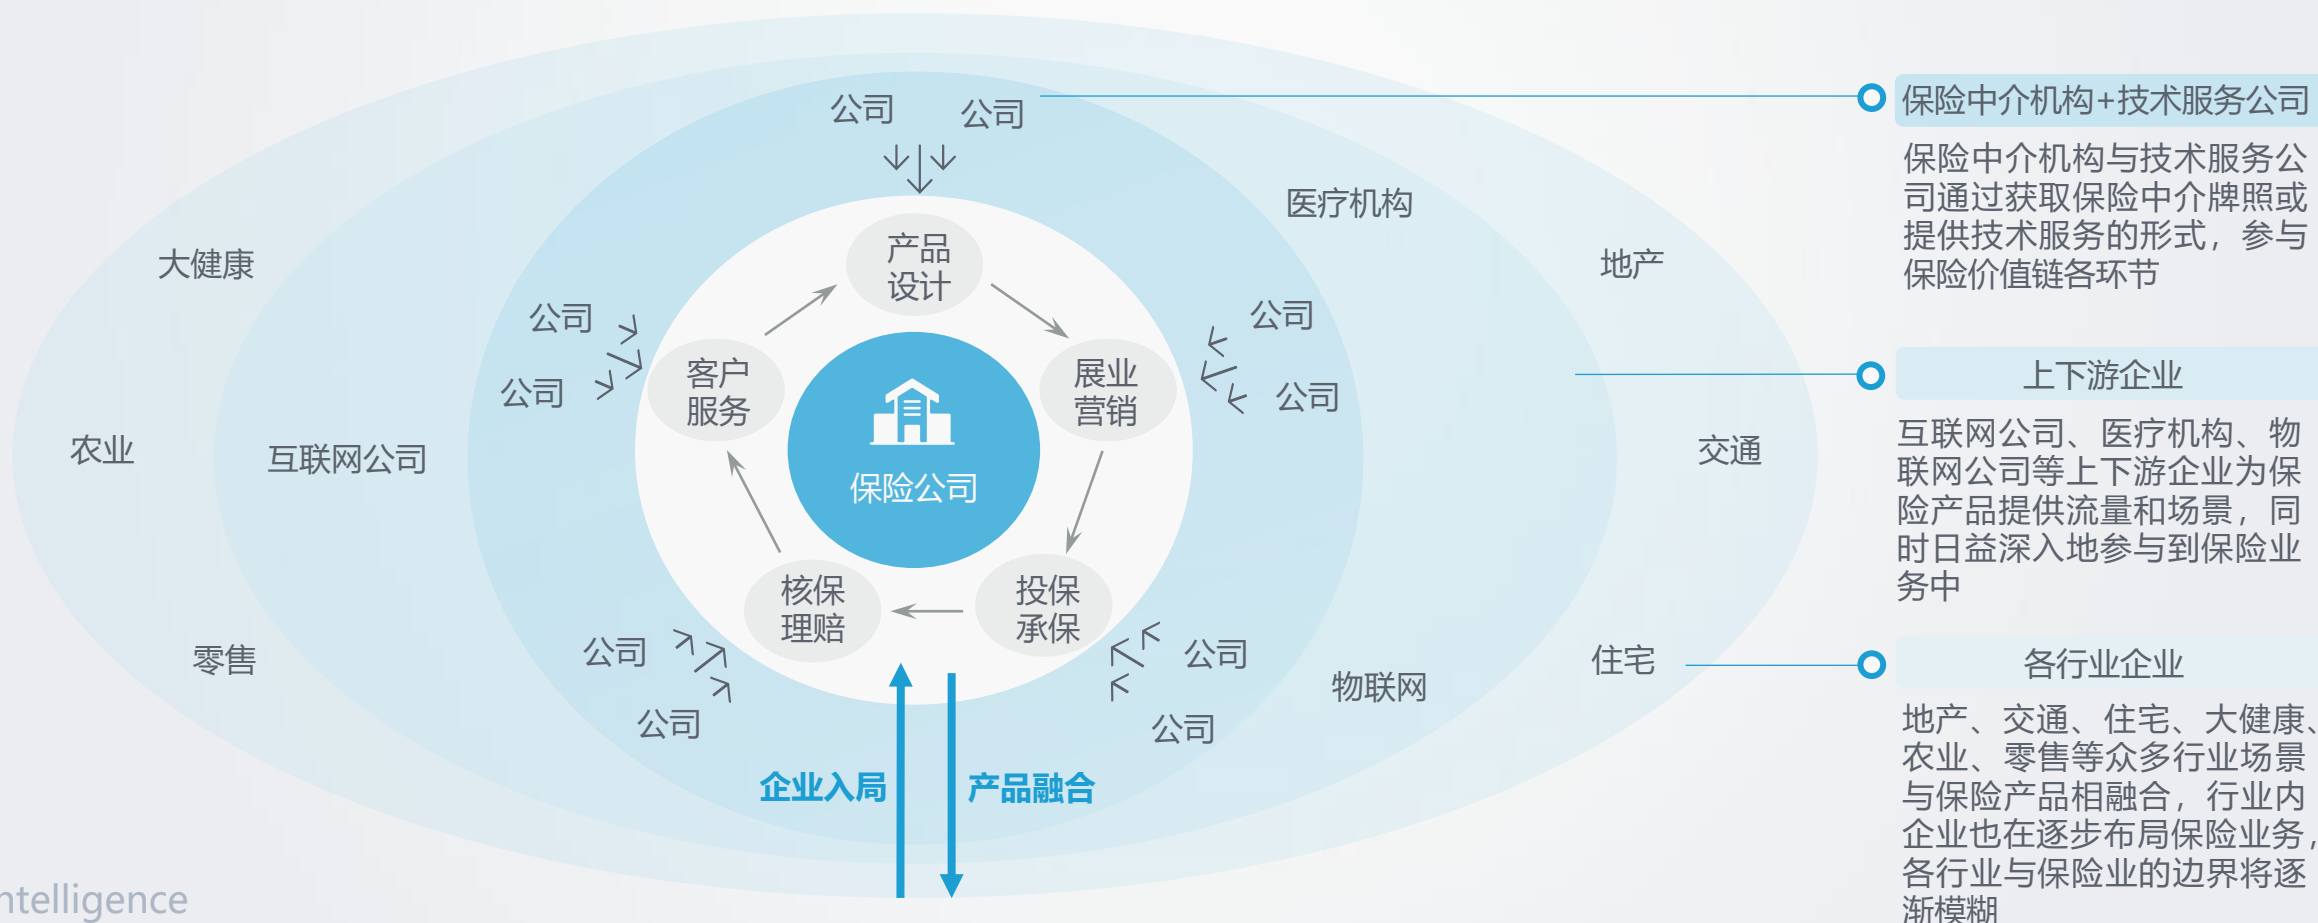 公司
公司
保险中介机构+技术服务公司
保险中介机构与技术服务公
司通过获取保险中介牌照或
提供技术服务的形式，参与
保险价值链各环节
医疗机构
大健康
地产
产品
设计
公司
公司
公司
公司
客户
服务
展业
营销
上下游企业
互联网公司、医疗机构、物
联网公司等上下游企业为保
险产品提供流量和场景，同
时日益深入地参与到保险业
务中
农业
互联网公司
保险公司
交通
核保
理赔
投保
承保
零售
公司
公司
公司
公司
物联网
住宅
各行业企业
地产、交通、住宅、大健康、
农业、零售等众多行业场景
与保险产品相融合，行业内
企业也在逐步布局保险业务，
各行业与保险业的边界将逐
渐模糊
企业入局
产品融合
ntelligence